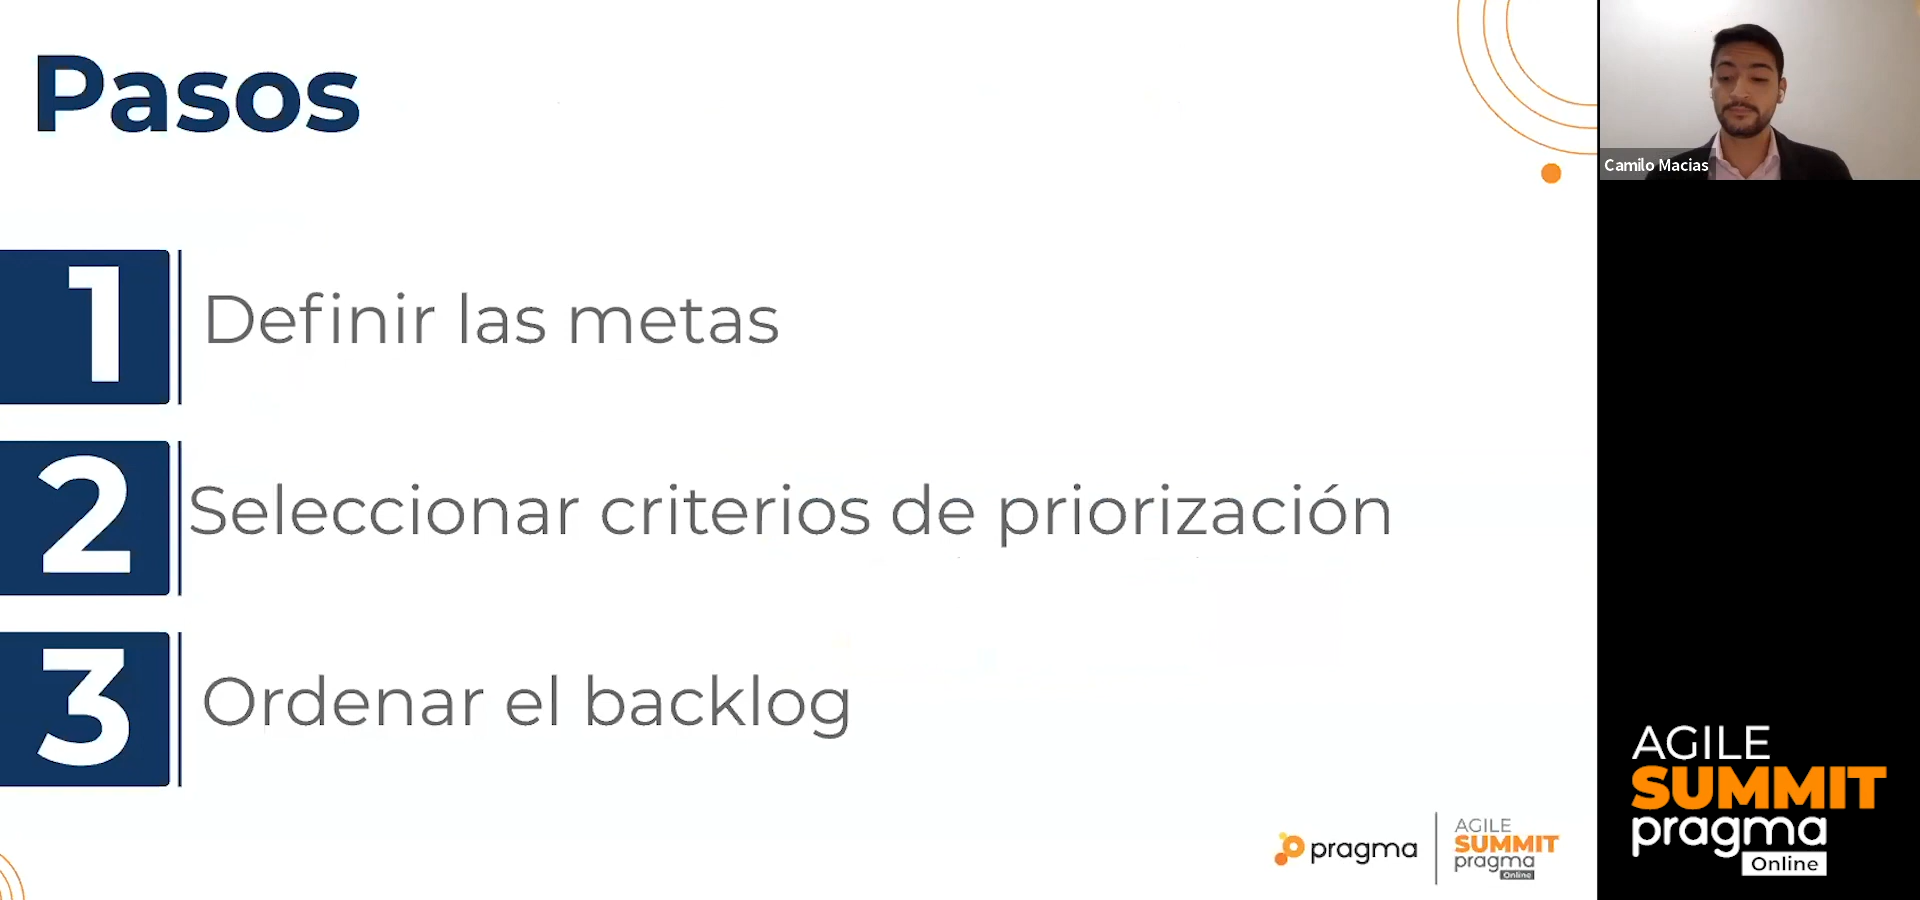 Pasos
1
Definir las metas
2
Seleccionar criterios de priorización
3
Ordenar el backlog
pragma
AGILE
SUMMIT
pragma
Online
Camilo Macias
AGILE
SUMMIT
pragma
Online